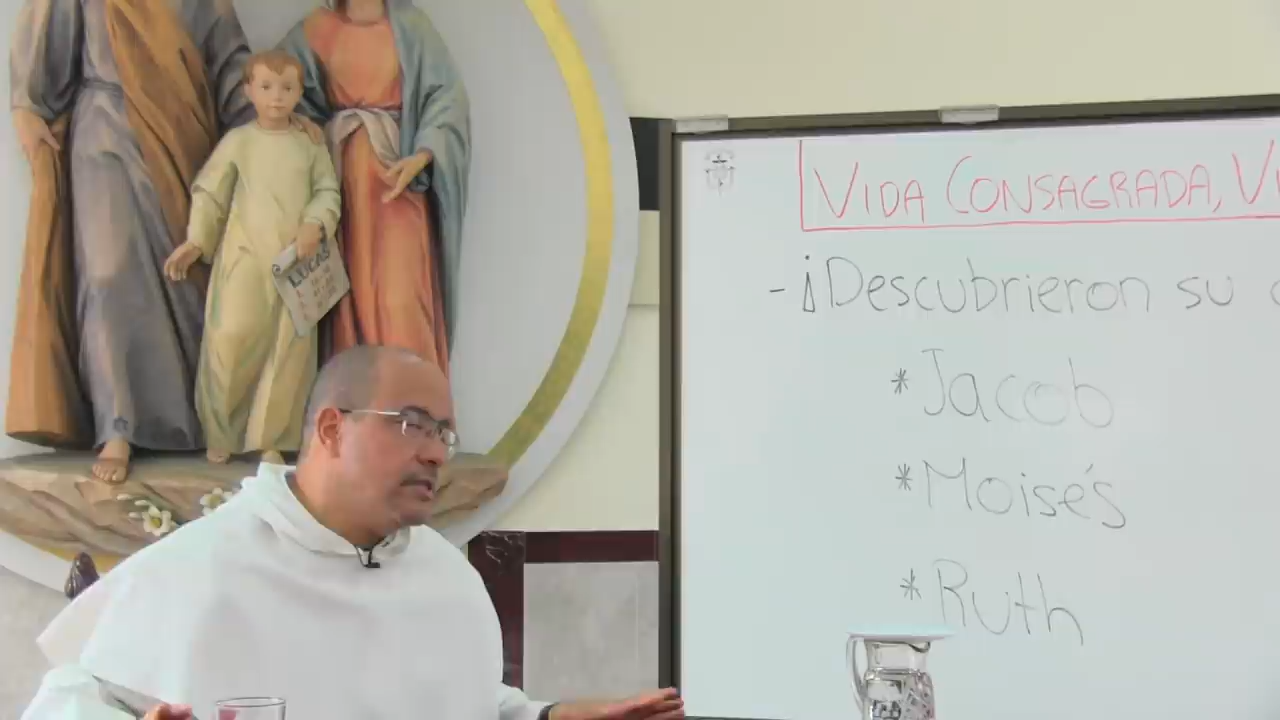 VIDA CONSAGRADA,
- ¡Descubrieron su
* Jacob
* Moisés
* Ruth
LUCAS